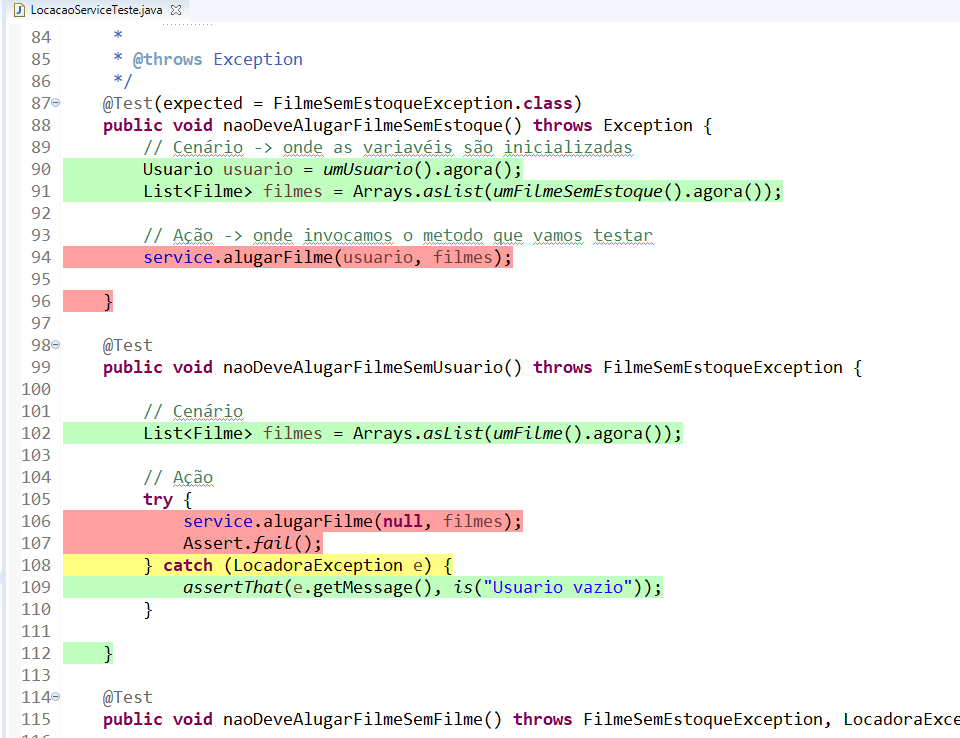 LocacaoServiceTeste.java
84 *
85 * @throws Exception
86 */
87 @Test(expected = FilmeSemEstoqueException.class)
88 public void naoDeveAlugarFilmeSemEstoque() throws Exception {
89 // Cenário -> onde as variavéis são inicializadas
90 Usuario usuario = umUsuario().agora();
91 List<Filme> filmes = Arrays.asList(umFilmeSemEstoque().agora());
92
93 // Ação -> onde invocamos o metodo que vamos testar
94 service.alugarFilme(usuario, filmes);
95
96 }
97
98 @Test
99 public void naoDeveAlugarFilmeSemUsuario() throws FilmeSemEstoqueException {
100
101 // Cenário
102 List<Filme> filmes = Arrays.asList(umFilme().agora());
103
104 // Ação
105 try {
106 service.alugarFilme(null, filmes);
107 Assert.fail();
108 } catch (LocadoraException e) {
109 assertThat(e.getMessage(), is("Usuario vazio"));
110 }
111
112 }
113
114 @Test
115 public void naoDeveAlugarFilmeSemFilme() throws FilmeSemEstoqueException, LocadoraExce